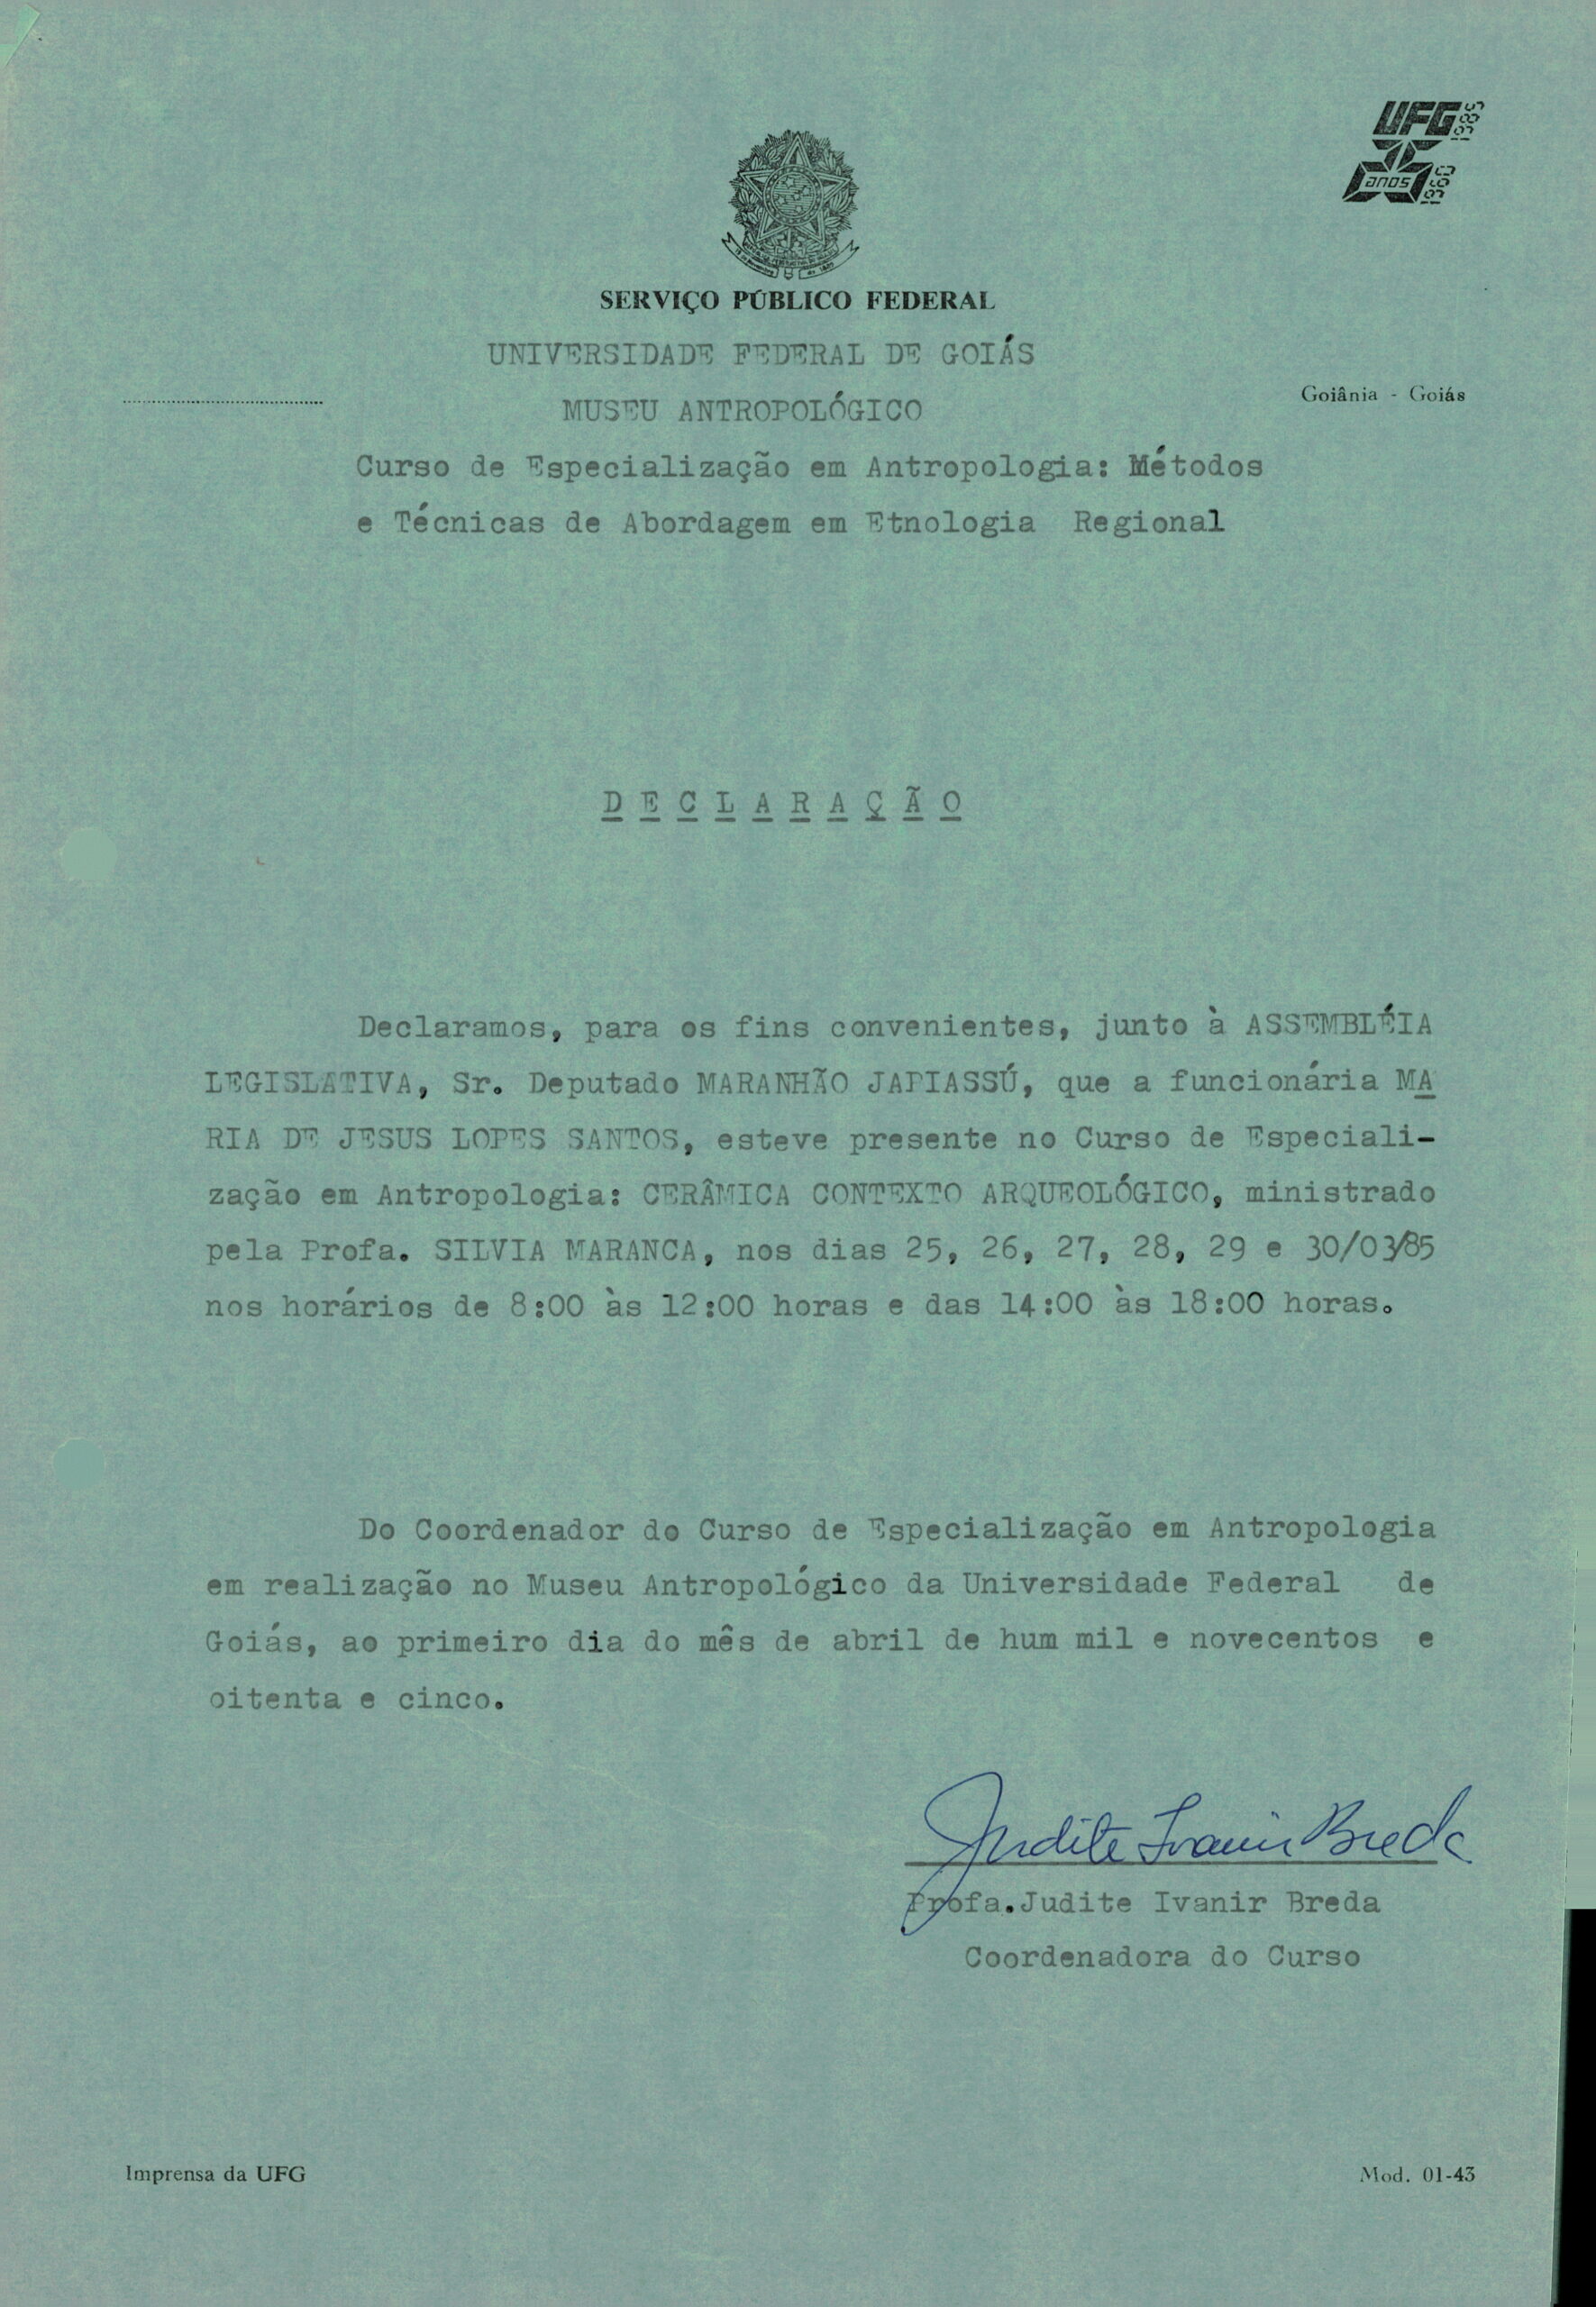 UFG 1985
anos 1960
SERVIÇO PÚBLICO FEDERAL
UNIVERSIDADE FEDERAL DE GOIÁS
Goiânia - Goiás
MUSEU ANTROPOLÓGICO
Curso de Especialização em Antropologia: Métodos
e Técnicas de Abordagem em Etnologia Regional
D E C L A R A Ç Ã O
Declaramos, para os fins convenientes, junto à ASSEMBLÉIA
LEGISLATIVA, Sr. Deputado MARANHÃO JAPIASSÚ, que a funcionária MA
RIA DE JESUS LOPES SANTOS, esteve presente no Curso de Especiali-
zação em Antropologia: CERÂMICA CONTEXTO ARQUEOLÓGICO, ministrado
pela Profa. SILVIA MARANCA, nos dias 25, 26, 27, 28, 29 e 30/03/85
nos horários de 8:00 às 12:00 horas e das 14:00 às 18:00 horas.
Do Coordenador do Curso de Especialização em Antropologia
em realização no Museu Antropológico da Universidade Federal de
Goiás, ao primeiro dia do mês de abril de hum mil e novecentos e
oitenta e cinco.
Judite Ivanir Breda
Profa.Judite Ivanir Breda
Coordenadora do Curso
Imprensa da UFG
Mod. 01-43